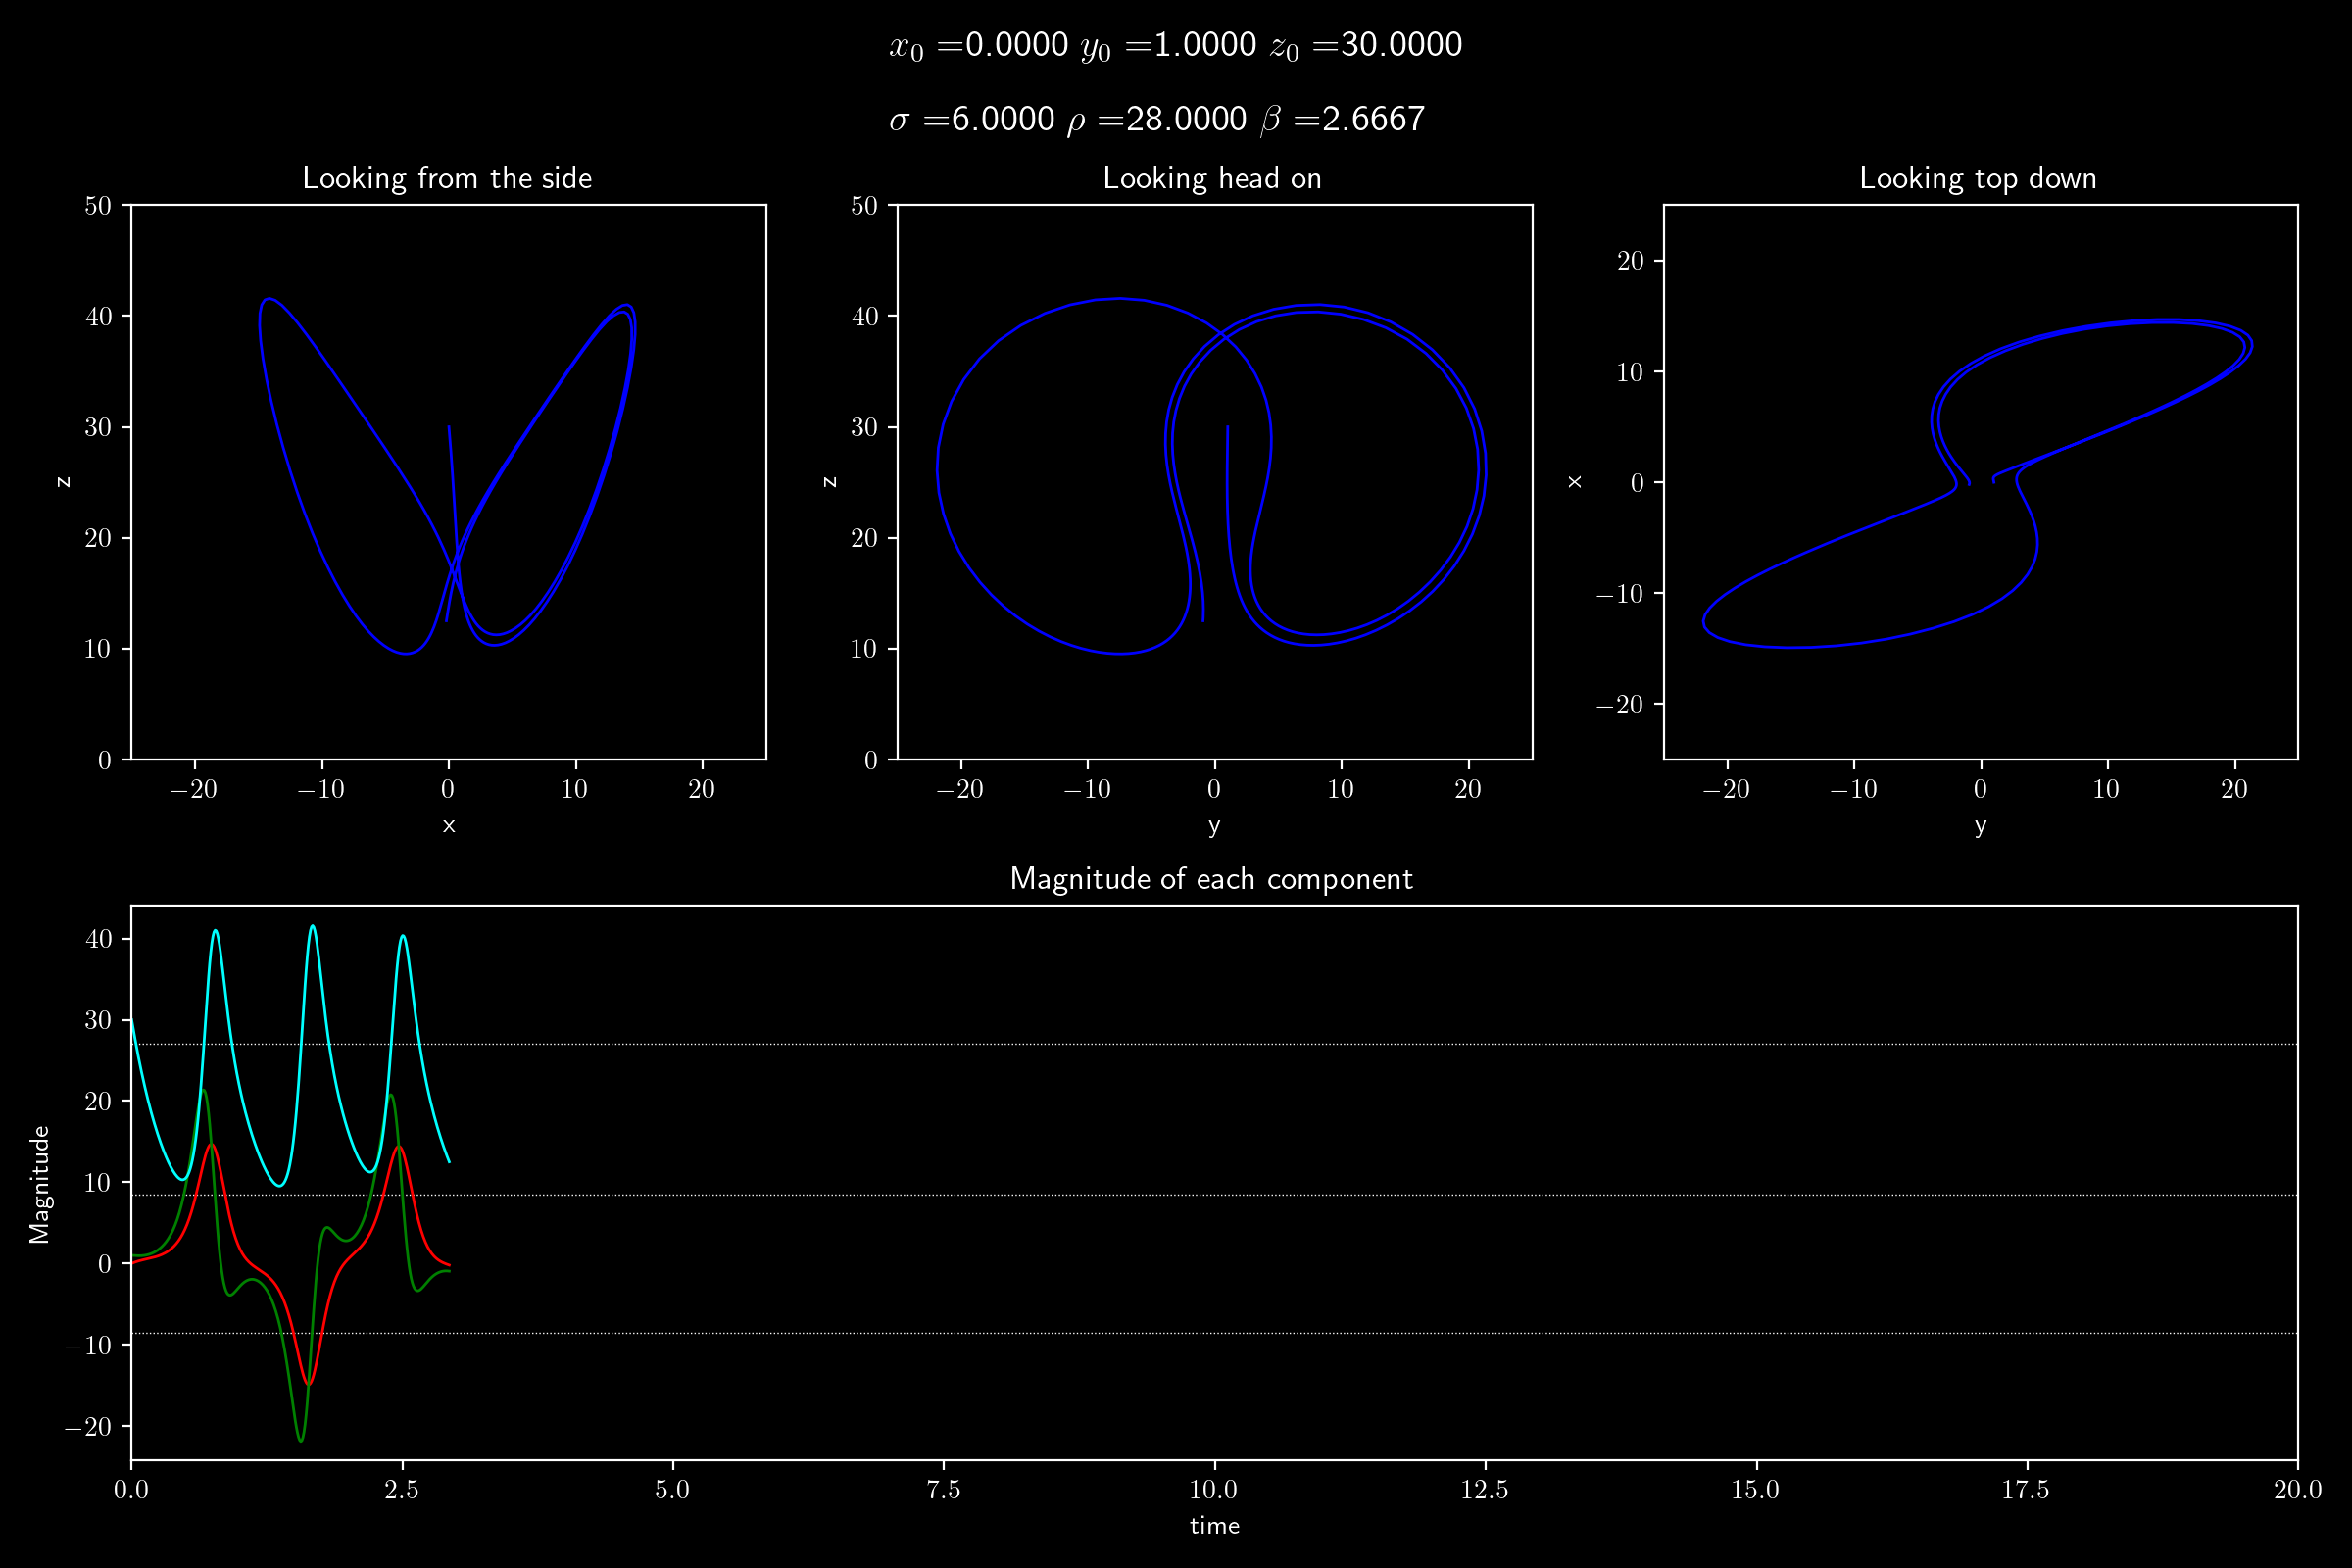 x₀ =0.0000 y₀ =1.0000 z₀ =30.0000
σ =6.0000 ρ =28.0000 β =2.6667
Looking from the side
50
40
30
20
10
0
z
−20 −10 0 10 20
x
Looking head on
50
40
30
20
10
0
z
−20 −10 0 10 20
y
Looking top down
20
10
0
−10
−20
x
−20 −10 0 10 20
y
Magnitude of each component
40
30
20
10
0
−10
−20
Magnitude
0.0 2.5 5.0 7.5 10.0 12.5 15.0 17.5 20.0
time